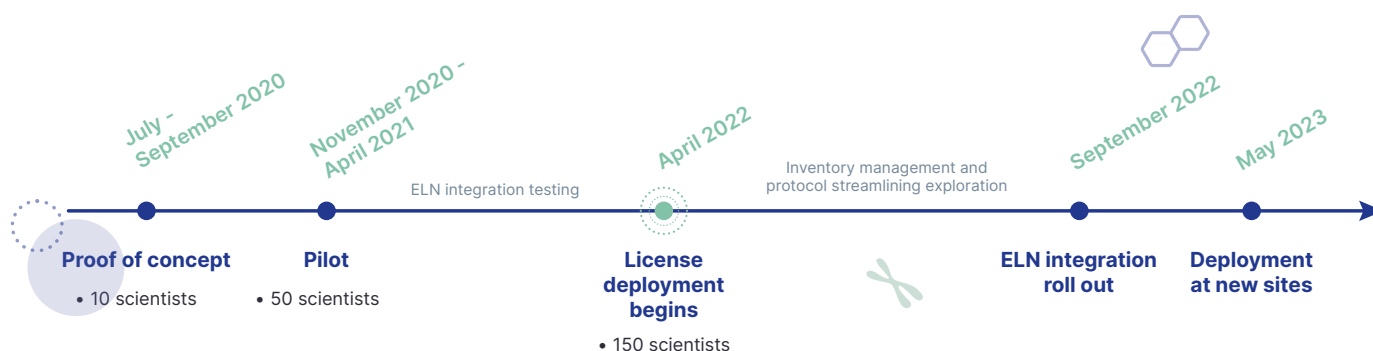 July -
September 2020
November 2020 -
April 2021
April 2022
September 2022
May 2023
ELN integration testing
Inventory management and
protocol streamlining exploration
Proof of concept
• 10 scientists
Pilot
• 50 scientists
License
deployment
begins
• 150 scientists
ELN integration
roll out
Deployment
at new sites